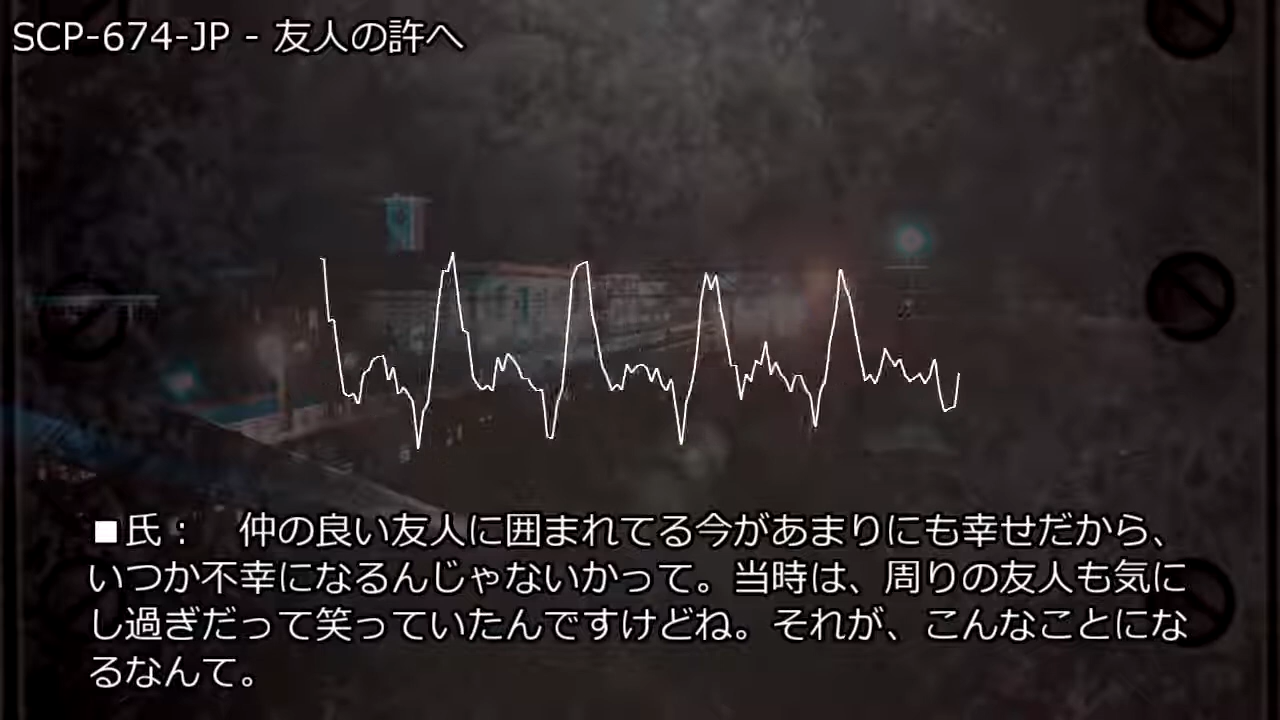 SCP-674-JP - 友人の許へ
■氏：　仲の良い友人に囲まれてる今があまりにも幸せだから、
いつか不幸になるんじゃないかって。当時は、周りの友人も気に
し過ぎだって笑っていたんですけどね。それが、こんなことにな
るなんて。